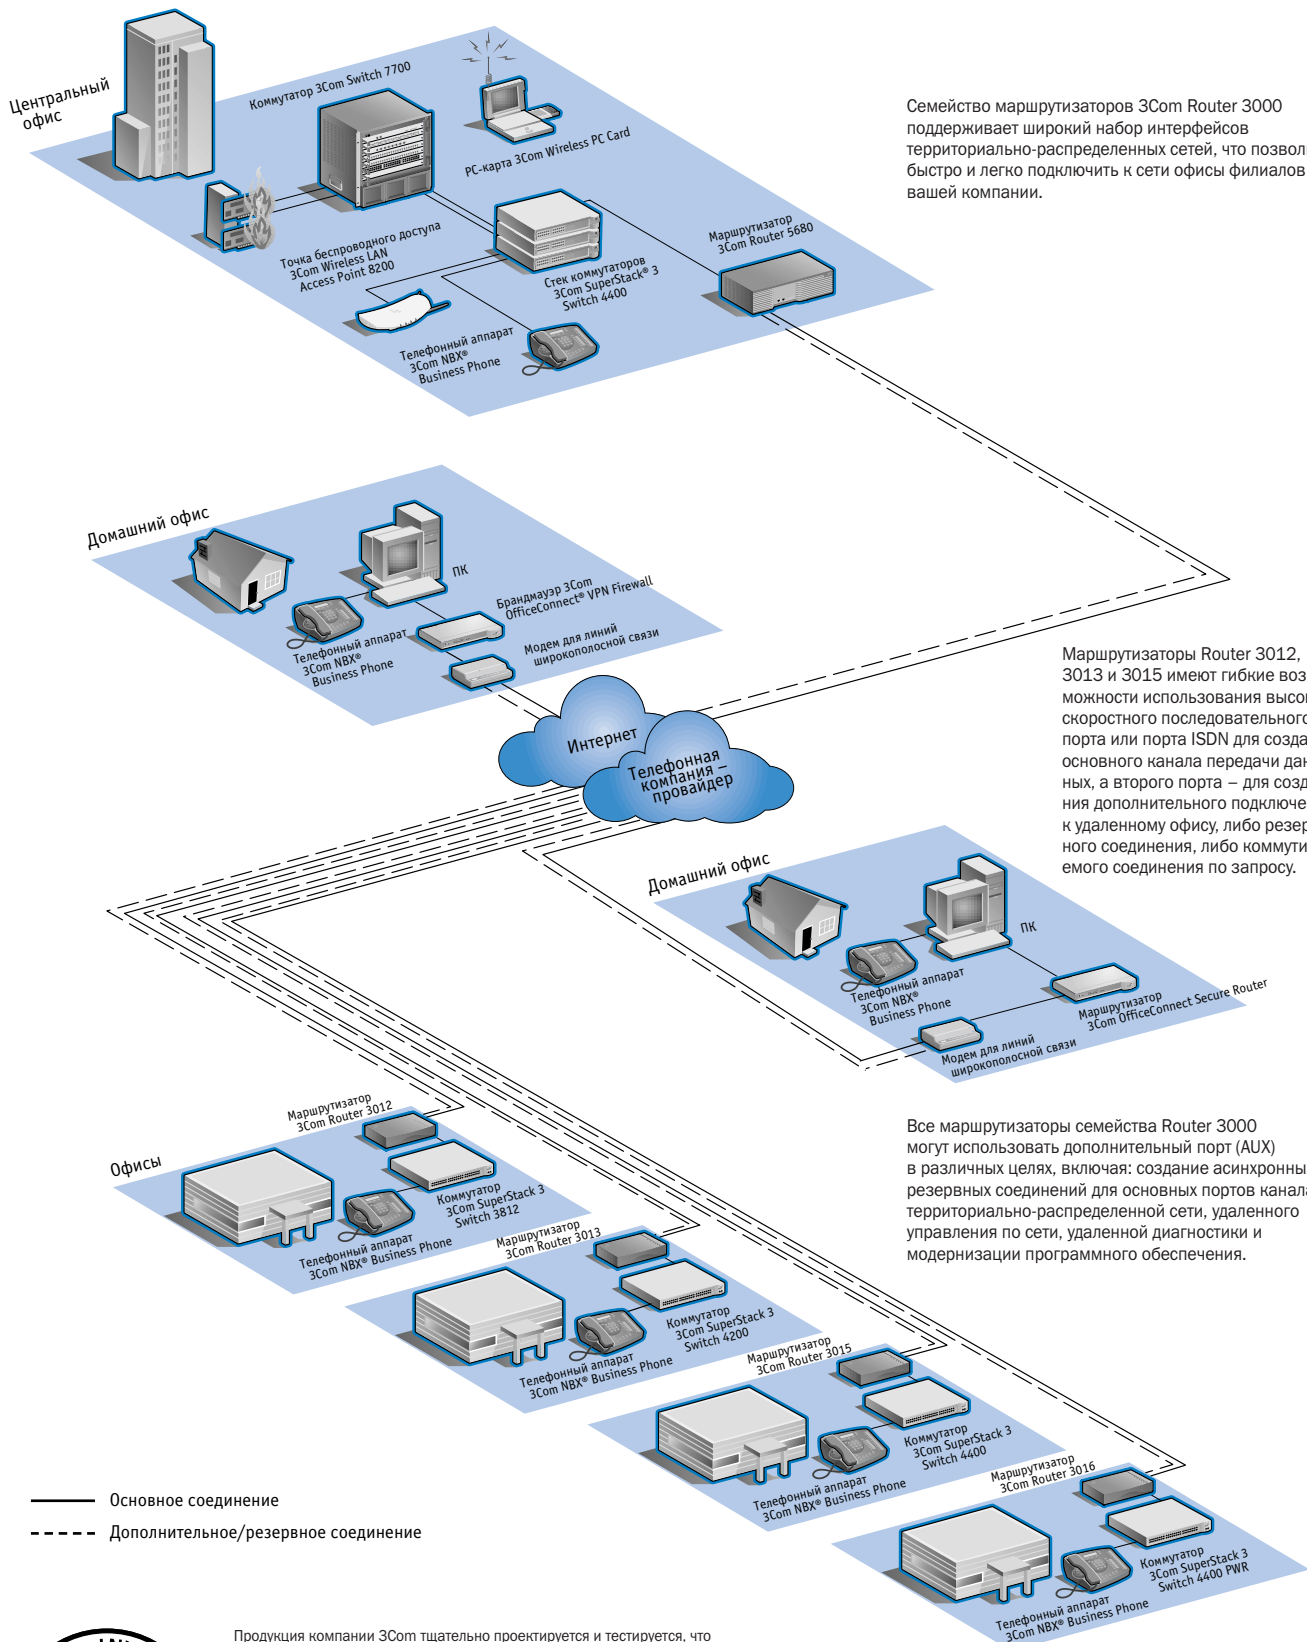 Центральный
офис
Коммутатор 3Com Switch 7700
PC-карта 3Com Wireless PC Card
Точка беспроводного доступа
3Com Wireless LAN
Access Point 8200
Стек коммутаторов
3Com SuperStack® 3
Switch 4400
Маршрутизатор
3Com Router 5680
Телефонный аппарат
3Com NBX®
Business Phone
Семейство маршрутизаторов 3Com Router 3000
поддерживает широкий набор интерфейсов
территориально-распределенных сетей, что позвол
быстро и легко подключить к сети офисы филиалов
вашей компании.
Домашний офис
ПК
Брандмауэр 3Com
OfficeConnect® VPN Firewall
Телефонный аппарат
3Com NBX®
Business Phone
Модем для линий
широкополосной связи
Интернет
Телефонная
компания –
провайдер
Маршрутизаторы Router 3012,
3013 и 3015 имеют гибкие воз
можности использования высо
скоростного последовательного
порта или порта ISDN для созда
основного канала передачи дан
ных, а второго порта – для созд
ния дополнительного подключе
к удаленному офису, либо резер
ного соединения, либо коммути
емого соединения по запросу.
Домашний офис
ПК
Телефонный аппарат
3Com NBX®
Business Phone
Маршрутизатор
3Com OfficeConnect Secure Router
Модем для линий
широкополосной связи
Все маршрутизаторы семейства Router 3000
могут использовать дополнительный порт (AUX)
в различных целях, включая: создание асинхронны
резервных соединений для основных портов канала
территориально-распределенной сети, удаленного
управления по сети, удаленной диагностики и
модернизации программного обеспечения.
Офисы
Маршрутизатор
3Com Router 3012
Коммутатор
3Com SuperStack 3
Switch 3812
Телефонный аппарат
3Com NBX® Business Phone
Маршрутизатор
3Com Router 3013
Коммутатор
3Com SuperStack 3
Switch 4200
Телефонный аппарат
3Com NBX® Business Phone
Маршрутизатор
3Com Router 3015
Коммутатор
3Com SuperStack 3
Switch 4400
Телефонный аппарат
3Com NBX® Business Phone
Маршрутизатор
3Com Router 3016
Коммутатор
3Com SuperStack 3
Switch 4400 PWR
Телефонный аппарат
3Com NBX® Business Phone
Основное соединение
Дополнительное/резервное соединение
Продукция компании 3Com тщательно проектируется и тестируется, что